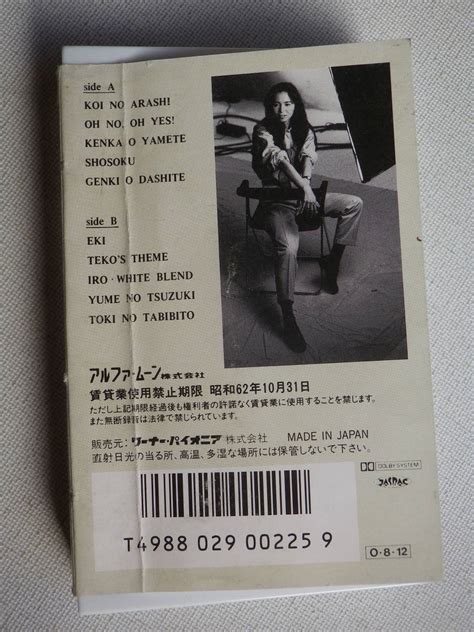 side A
KOI NO ARASHI
OH NO, OH YES!
KENKA O YAMETE
SHOSOKU
GENKI O DASHITE
side B
EKI
TEKO'S THEME
IRO・WHITE BLEND
YUME NO TSUZUKI
TOKI NO TABIBITO
アルファ・ムーン株式会社
賃貸業使用禁止期限 昭和62年10月31日
ただし上記期限経過後も権利者の許諾なく賃貸業に使用することを禁じます。
また無断録音は法律で禁じられています。
販売元:ワーナー・パイオニア株式会社 MADE IN JAPAN
直射日光の当る所、高温、多湿な場所には保管しないで下さい。
DOLBY SYSTEM
JASRAC
T4988 029 00225 9
O・8・12